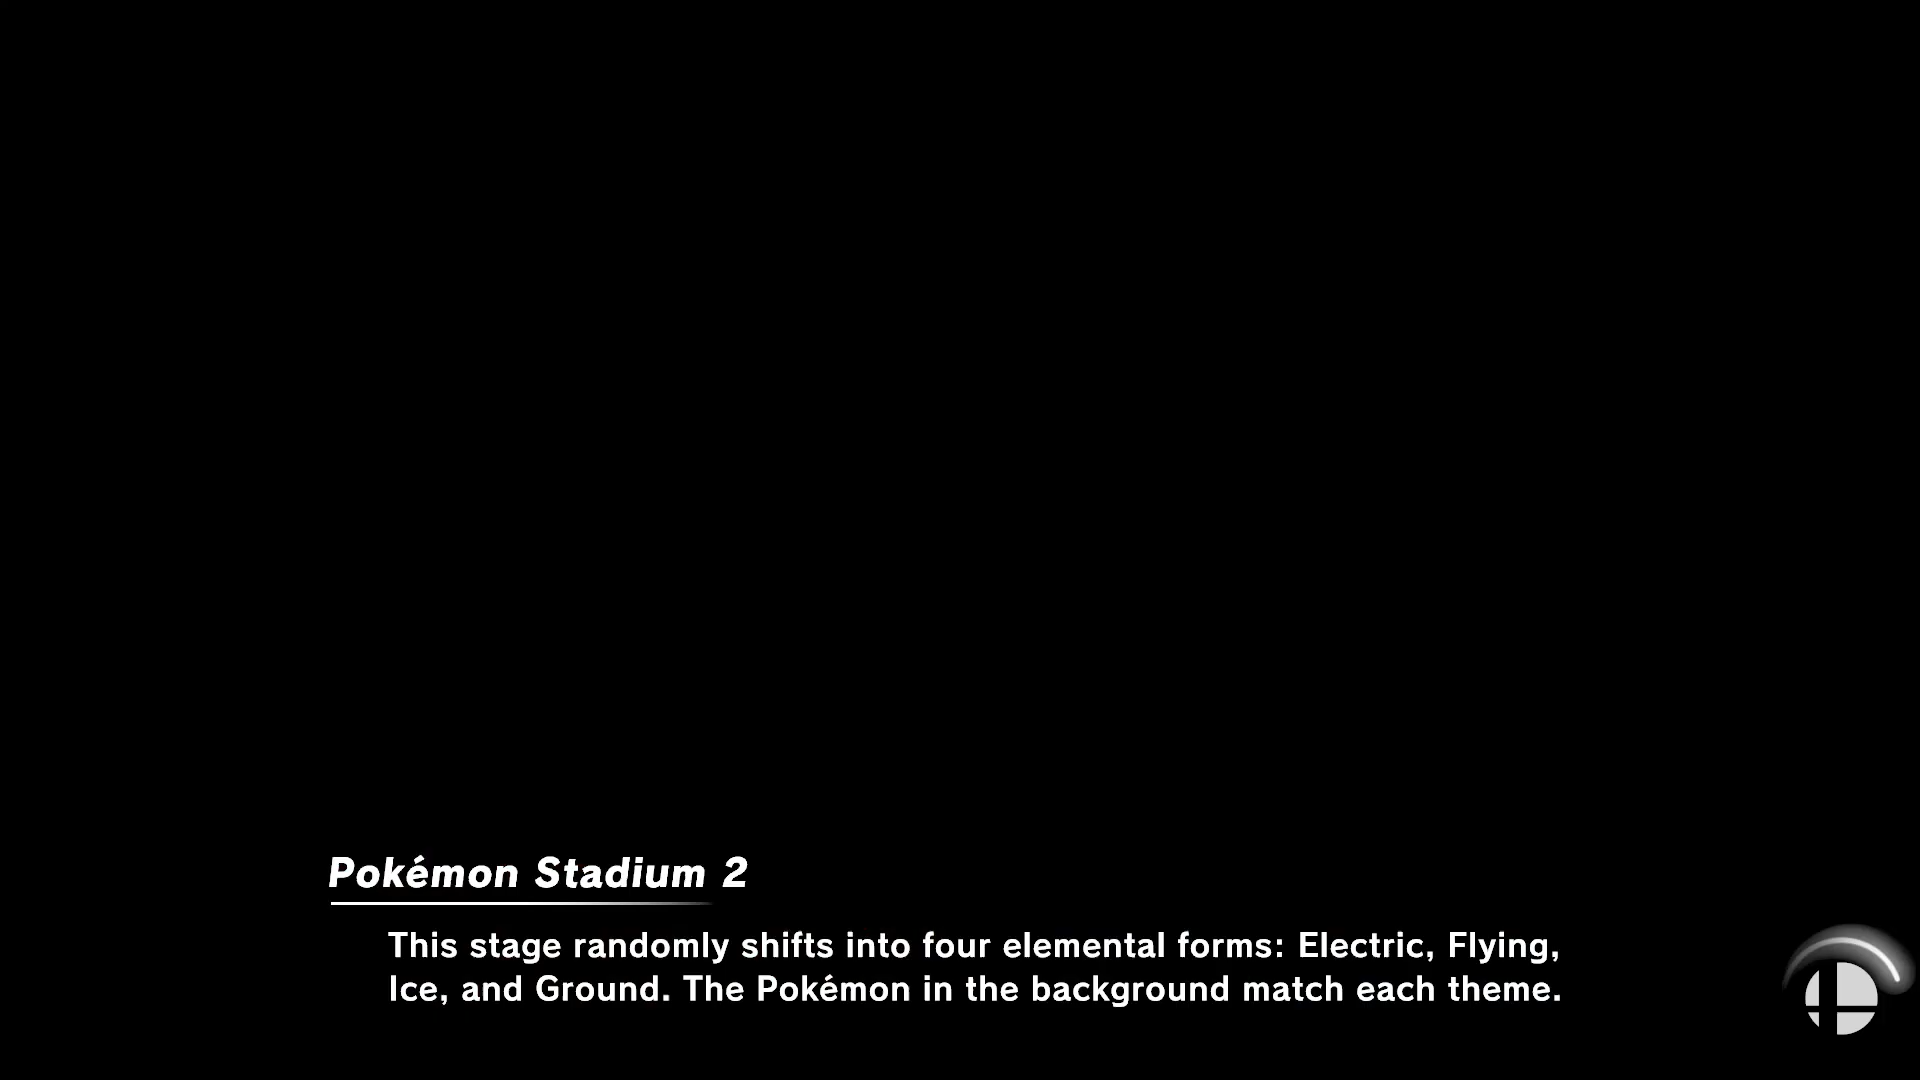 Pokémon Stadium 2
This stage randomly shifts into four elemental forms: Electric, Flying,
Ice, and Ground. The Pokémon in the background match each theme.